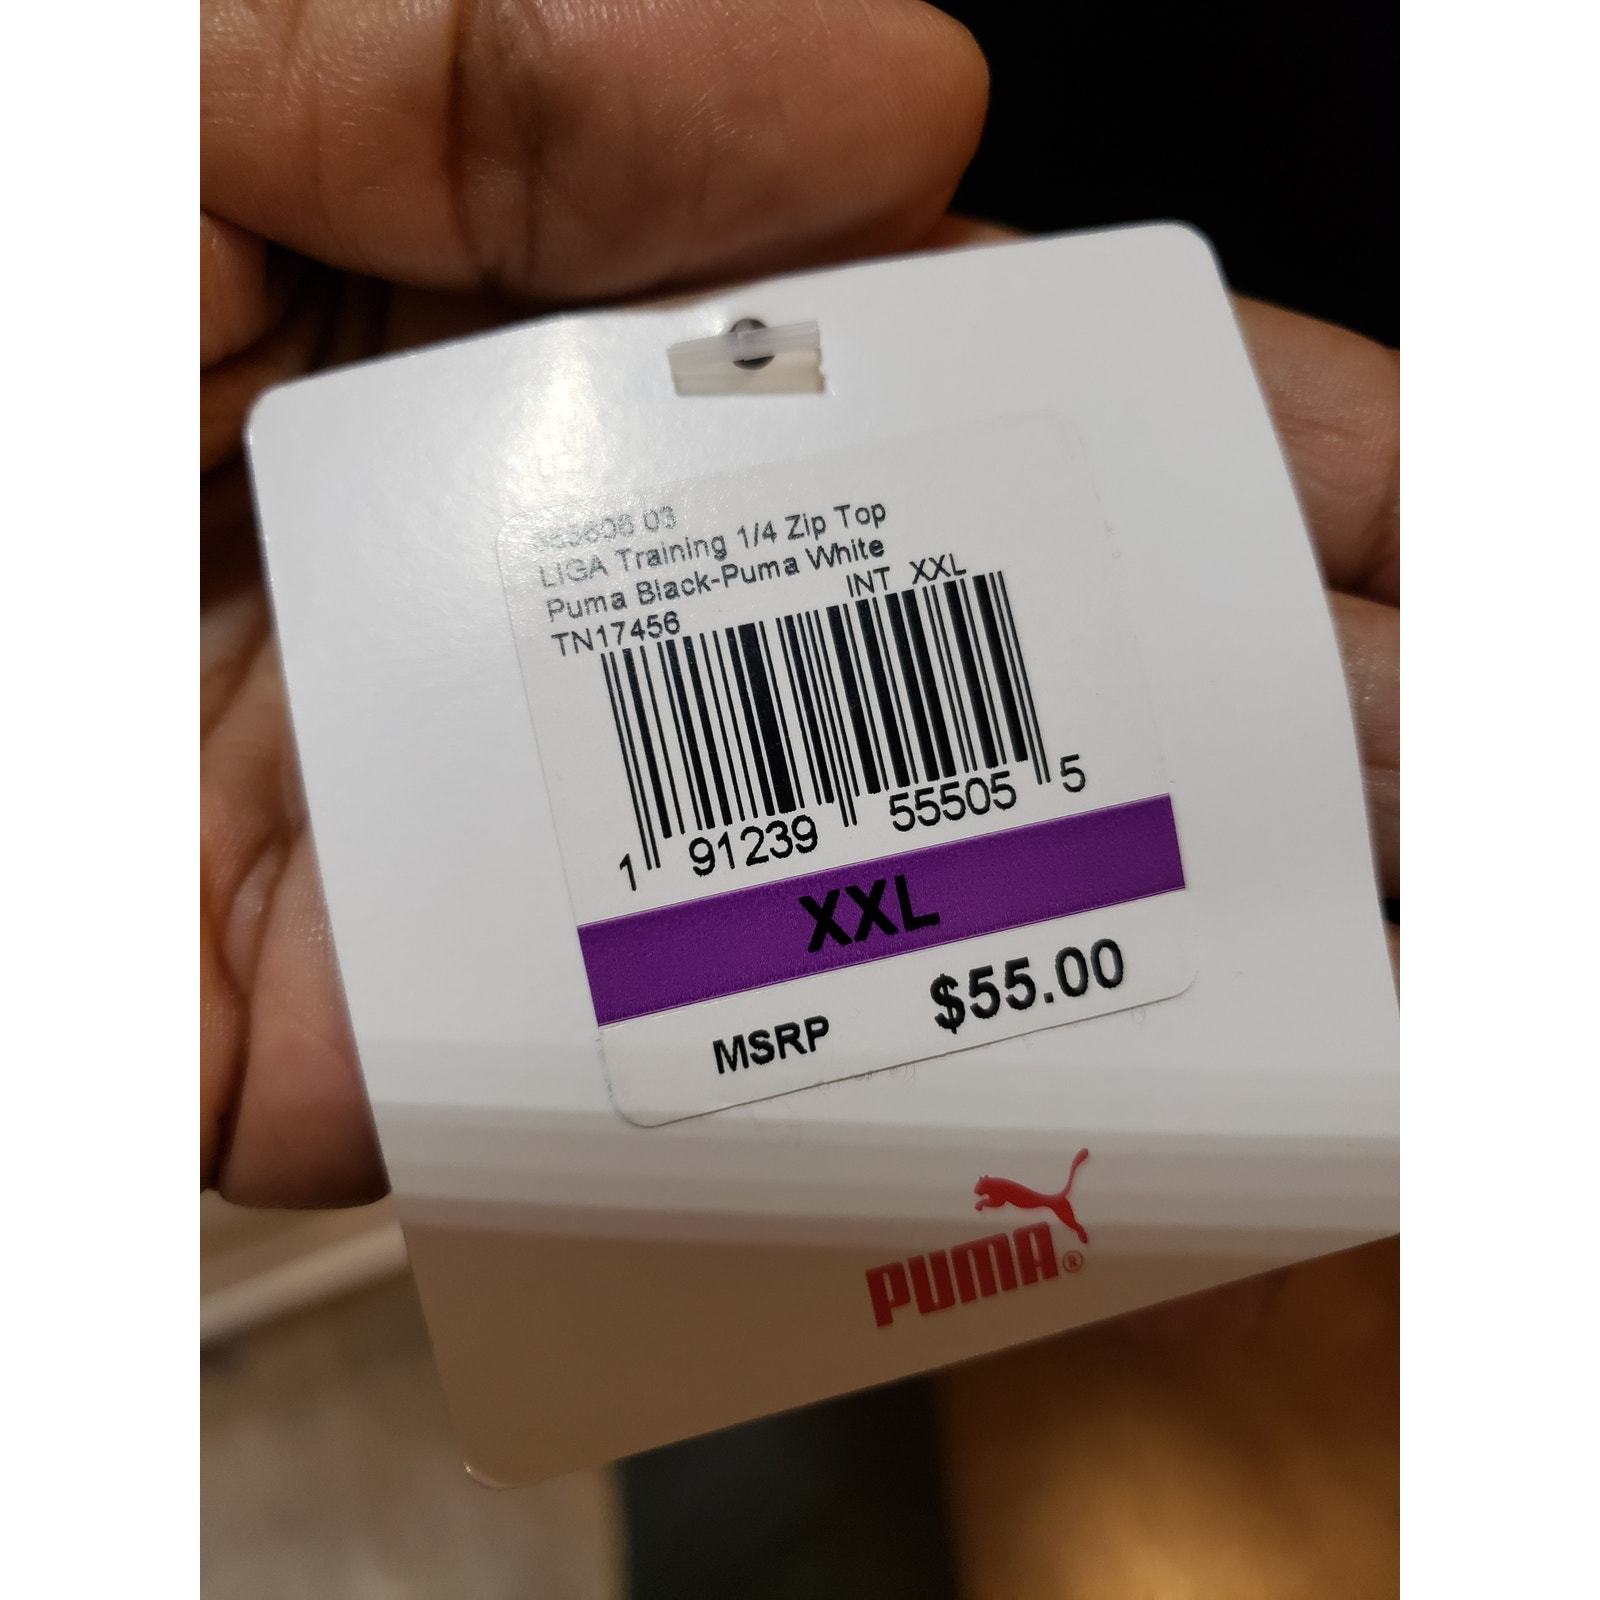 03
LIGA Training 1/4 Zip Top
Puma Black-Puma White
INT XXL
TN17456
1 91239 55505 5
XXL
MSRP $55.00
PUMA®